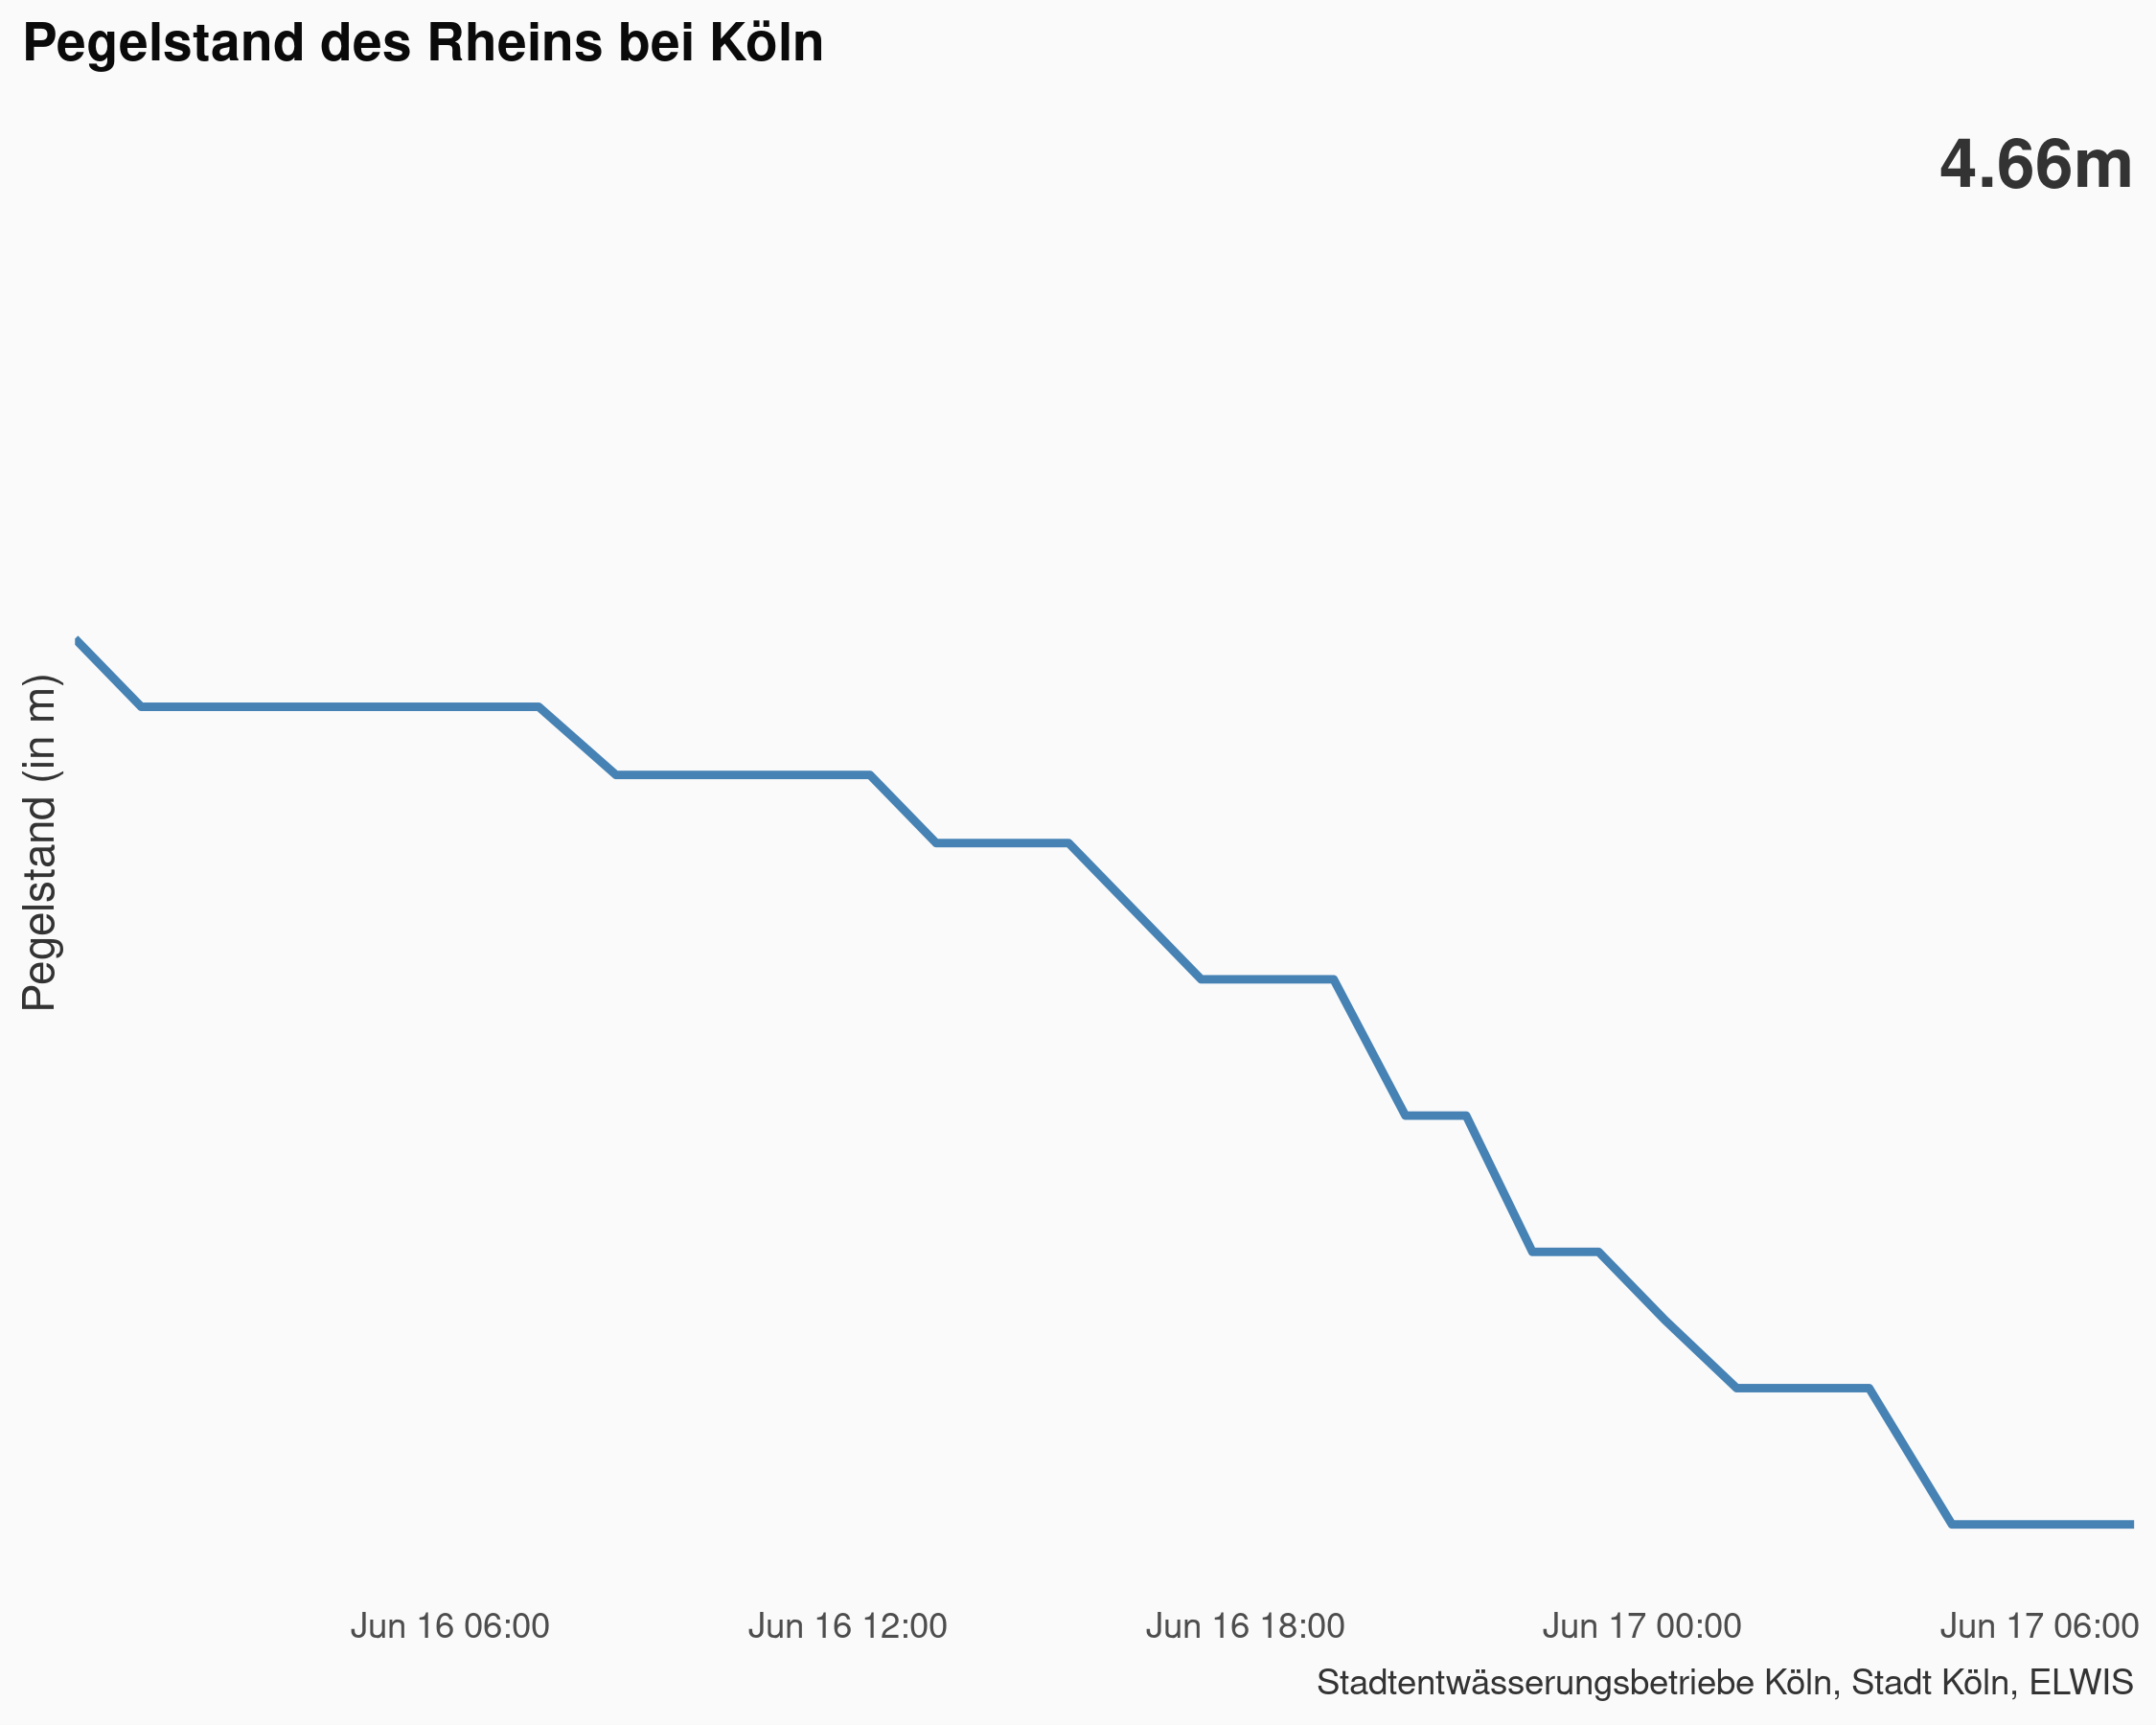 Pegelstand des Rheins bei Köln
4.66m
Pegelstand (in m)
Jun 16 06:00 Jun 16 12:00 Jun 16 18:00 Jun 17 00:00 Jun 17 06:00
Stadtentwässerungsbetriebe Köln, Stadt Köln, ELWIS